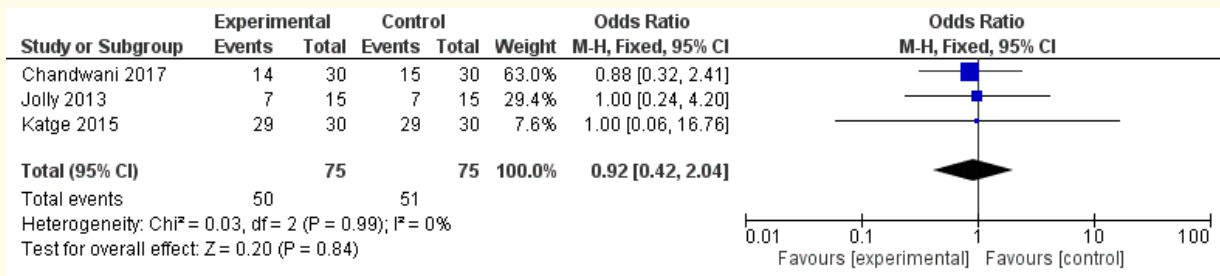 Experimental Control Odds Ratio Odds Ratio
Study or Subgroup Events Total Events Total Weight M-H, Fixed, 95% CI M-H, Fixed, 95% CI
Chandwani 2017 14 30 15 30 63.0% 0.88 [0.32, 2.41]
Jolly 2013 7 15 7 15 29.4% 1.00 [0.24, 4.20]
Katge 2015 29 30 29 30 7.6% 1.00 [0.06, 16.76]
Total (95% CI) 75 75 100.0% 0.92 [0.42, 2.04]
Total events 50 51
Heterogeneity: Chi² = 0.03, df = 2 (P = 0.99); I² = 0%
Test for overall effect: Z = 0.20 (P = 0.84)
0.01 0.1 1 10 100
Favours [experimental] Favours [control]